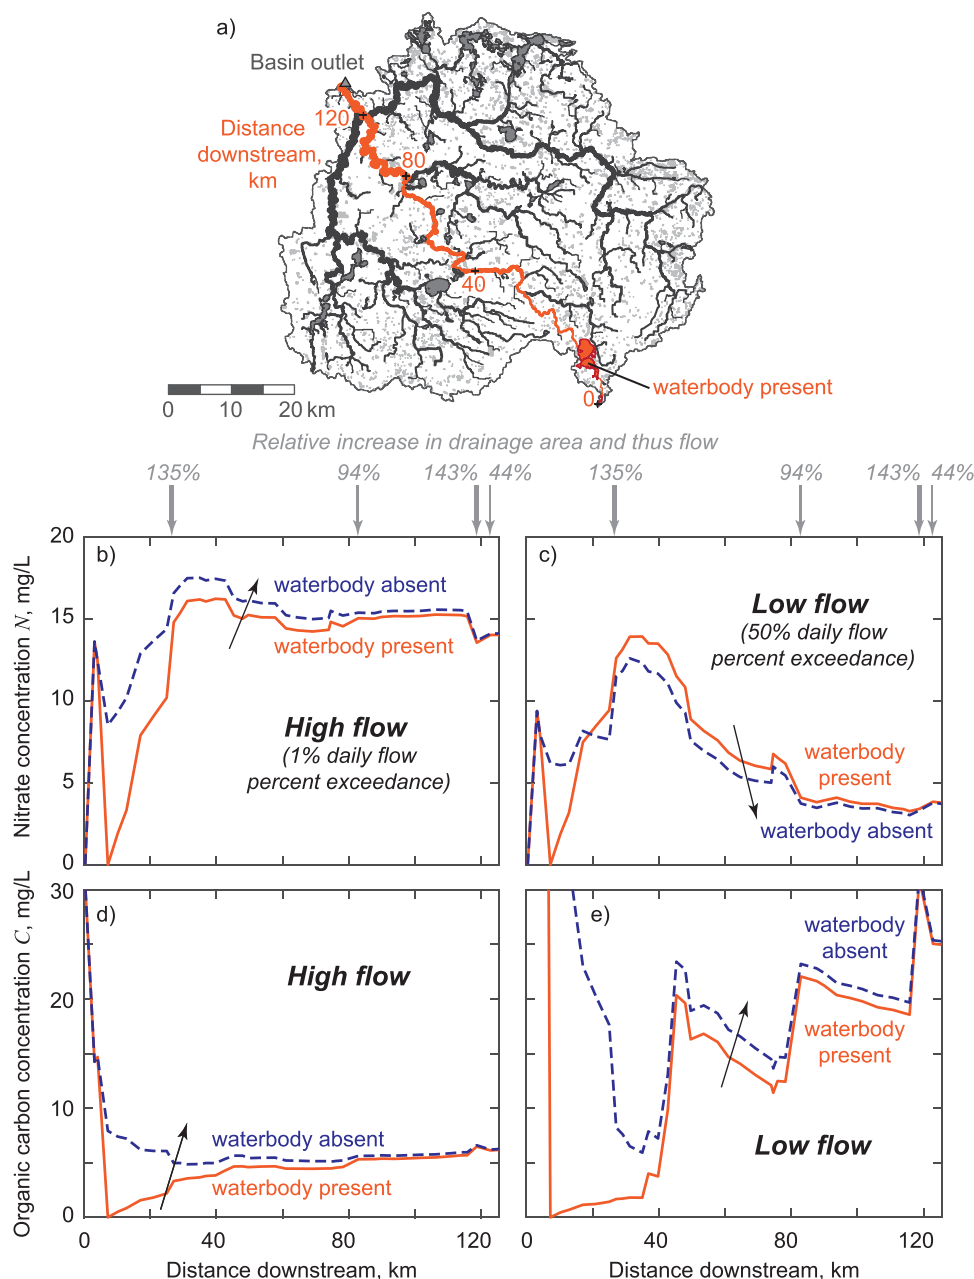 a)
Basin outlet
120
Distance
downstream,
km
80
40
0
waterbody present
0 10 20 km
Relative increase in drainage area and thus flow
135% 94% 143% 44% 135% 94% 143% 44%
Nitrate concentration N, mg/L
20
15
10
5
0
b)
waterbody absent
waterbody present
High flow
(1% daily flow
percent exceedance)
c)
Low flow
(50% daily flow
percent exceedance)
waterbody
present
waterbody absent
Organic carbon concentration C, mg/L
30
20
10
0
d)
High flow
waterbody absent
waterbody present
0 40 80 120
Distance downstream, km
e)
waterbody
absent
waterbody
present
Low flow
0 40 80 120
Distance downstream, km